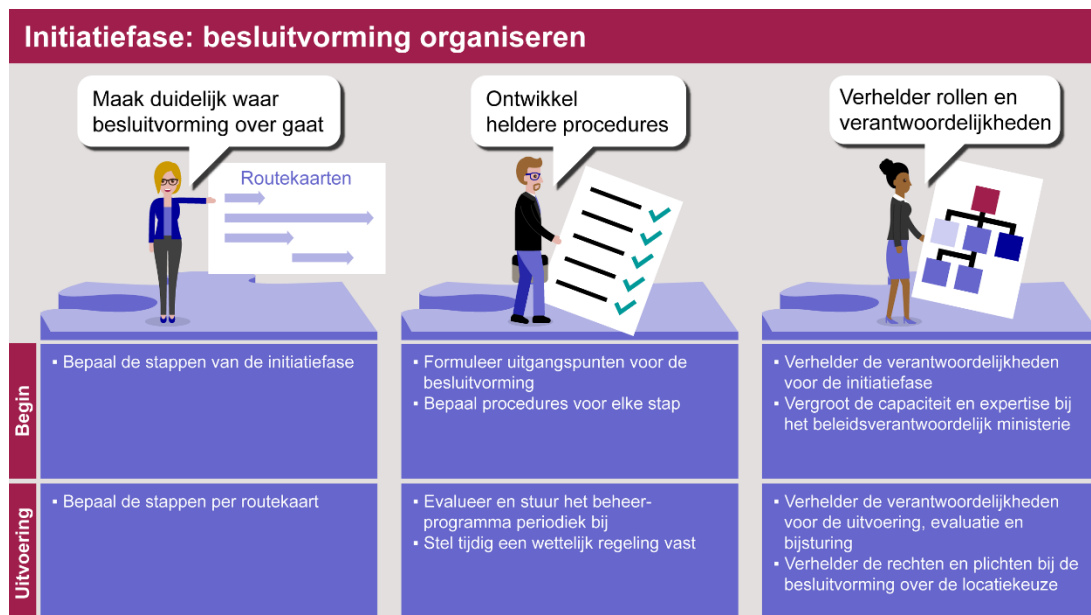 Initiatiefase: besluitvorming organiseren
Maak duidelijk waar
besluitvorming over gaat
Ontwikkel
heldere procedures
Verhelder rollen en
verantwoordelijkheden
Routekaarten
Begin
▪ Bepaal de stappen van de initiatiefase
▪ Formuleer uitgangspunten voor de
besluitvorming
▪ Bepaal procedures voor elke stap
▪ Verhelder de verantwoordelijkheden
voor de initiatiefase
▪ Vergroot de capaciteit en expertise bij
het beleidsverantwoordelijk ministerie
Uitvoering
▪ Bepaal de stappen per routekaart
▪ Evalueer en stuur het beheer-
programma periodiek bij
▪ Stel tijdig een wettelijk regeling vast
▪ Verhelder de verantwoordelijkheden
voor de uitvoering, evaluatie en
bijsturing
▪ Verhelder de rechten en plichten bij de
besluitvorming over de locatiekeuze